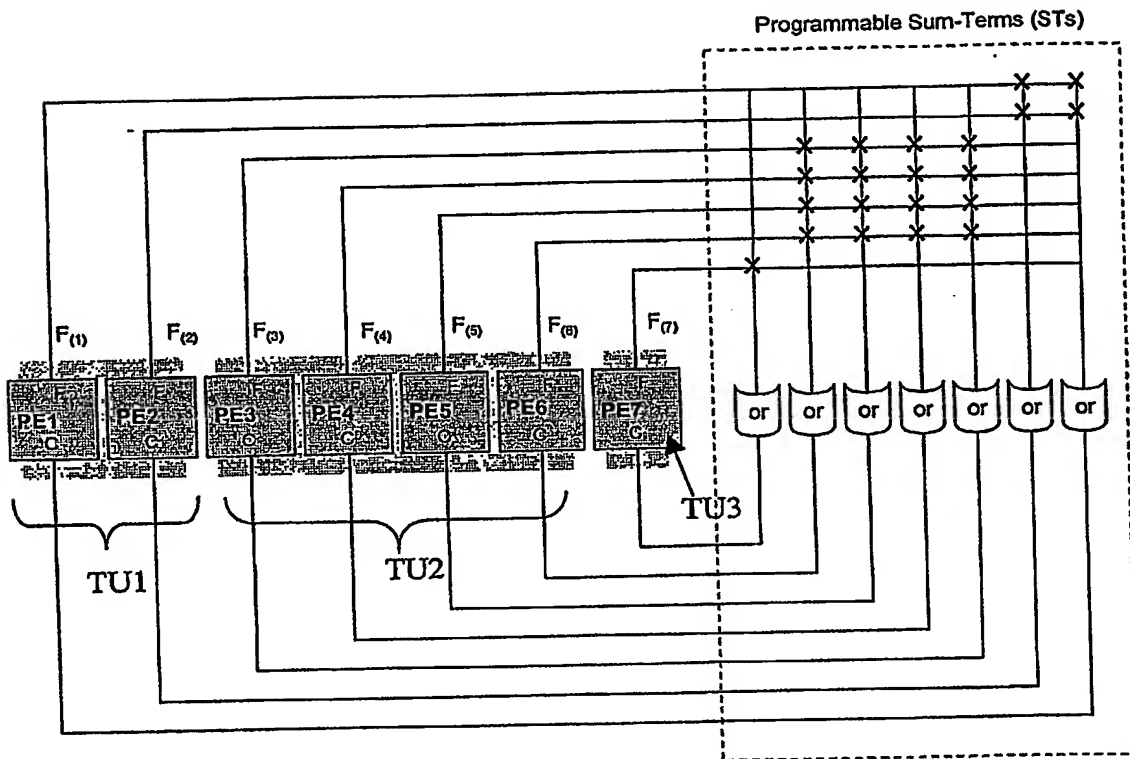 Programmable Sum-Terms (STs)
F(1) F(2) F(3) F(4) F(5) F(6) F(7)
F F F F F F F
PE1 PE2 PE3 PE4 PE5 PE6 PE7
C C C C C C C
or or or or or or or
TU1 TU2 TU3